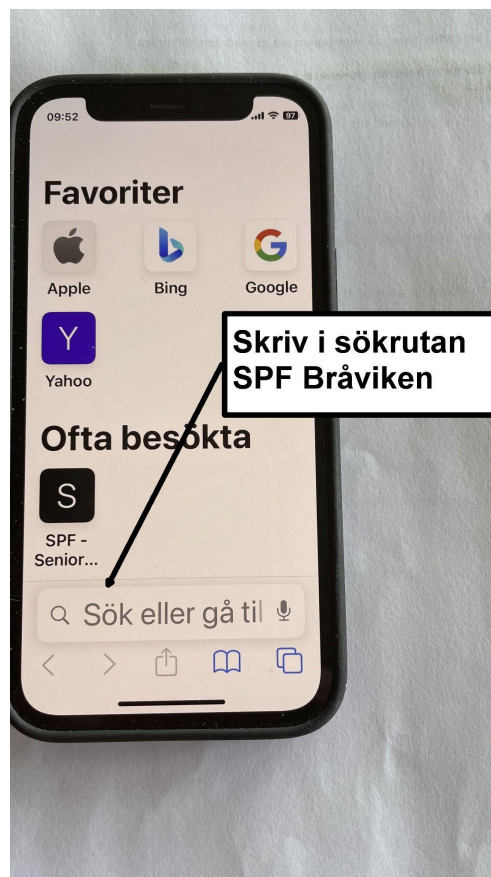 09:52
97
Favoriter
Apple
Bing
Google
Y
Yahoo
Skriv i sökrutan
SPF Bråviken
Ofta besökta
S
SPF -
Senior...
Sök eller gå til